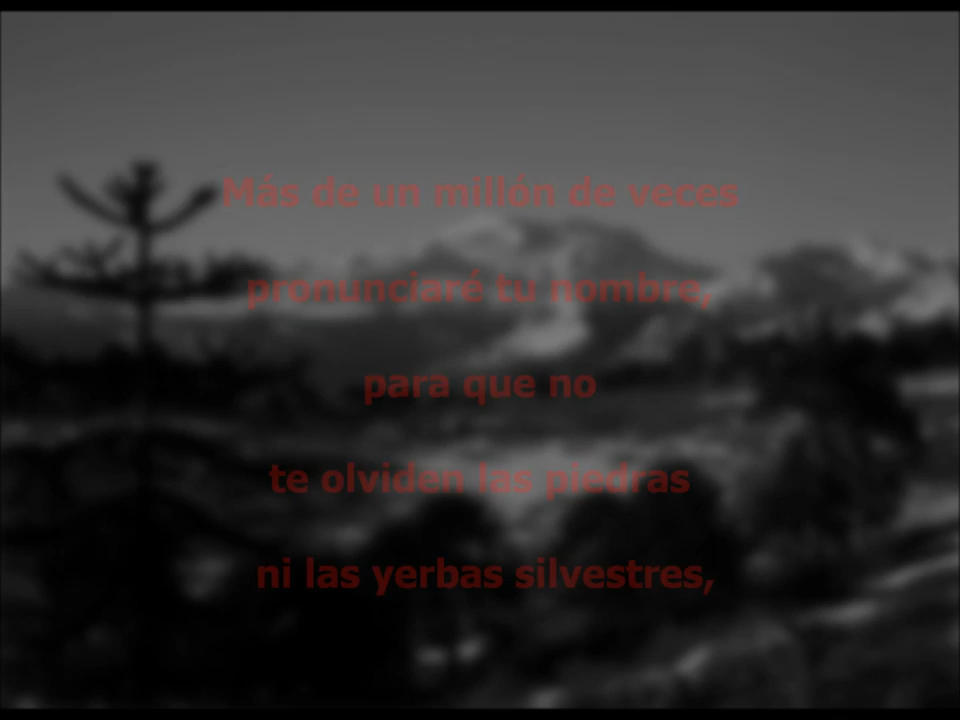 Más de un millón de veces
pronunciaré tu nombre,
para que no
te olviden las piedras
ni las yerbas silvestres,